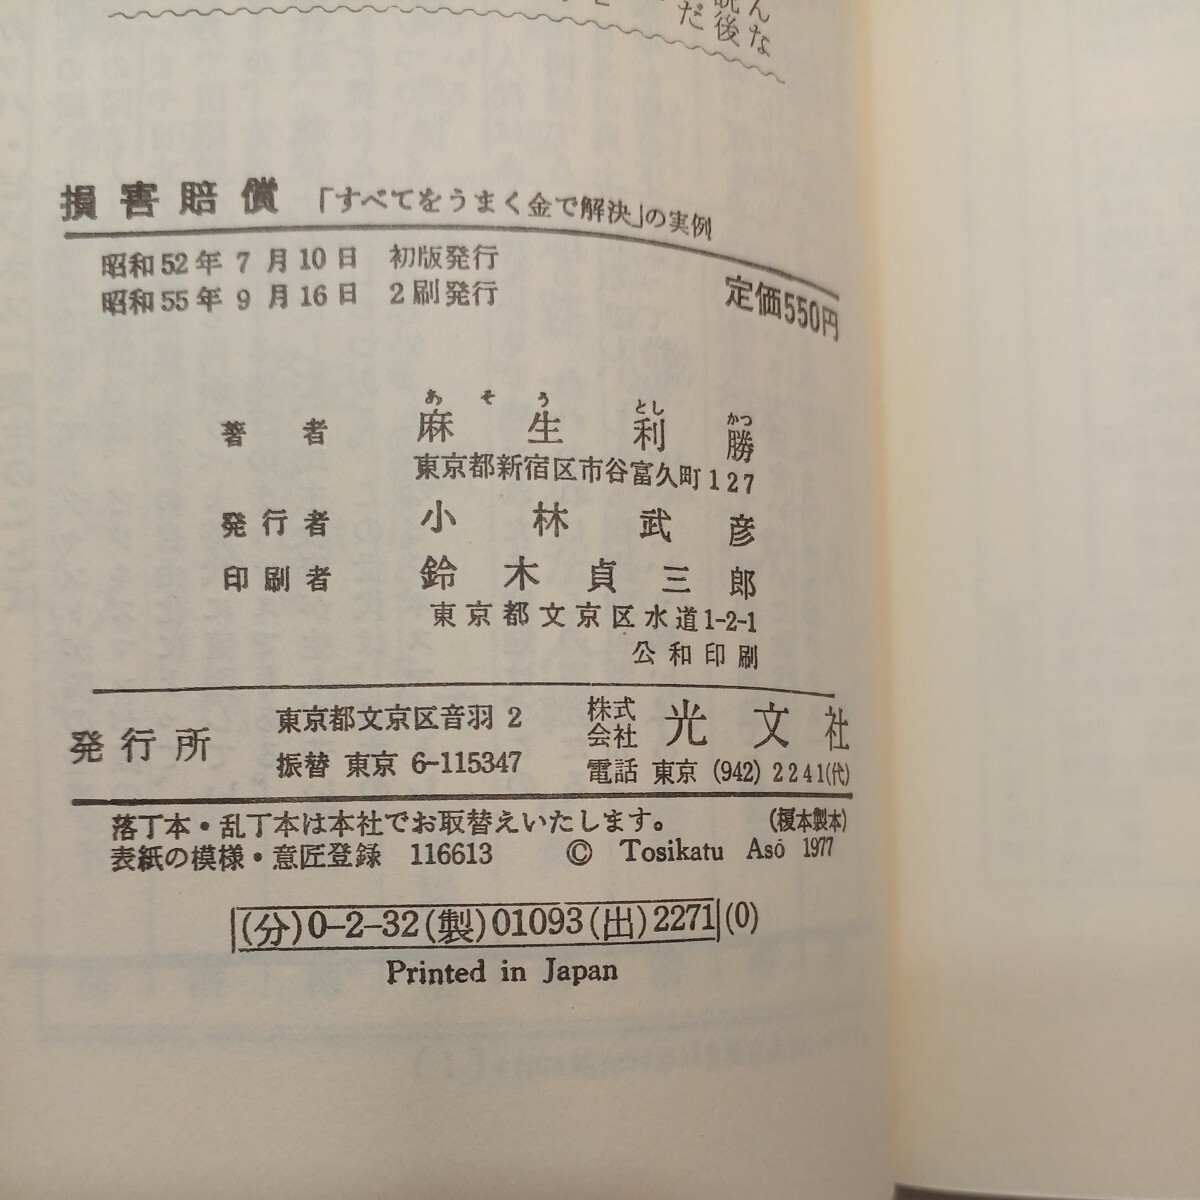 んな
読後
だ
損害賠償 「すべてをうまく金で解決」の実例
昭和52年 7月10日 初版発行
昭和55年 9月16日 2刷発行
定価550円
あそう とし かつ
著者 麻生利勝
東京都新宿区市谷富久町127
発行者 小林武彦
印刷者 鈴木貞三郎
東京都文京区水道1-2-1
公和印刷
発行所 東京都文京区音羽2 株式会社 光文社
振替 東京 6-115347 電話 東京 (942) 2241(代)
落丁本・乱丁本は本社でお取替えいたします。 (榎本製本)
表紙の模様・意匠登録 116613 © Tosikatu Asô 1977
(分)0-2-32(製)01093(出)2271(0)
Printed in Japan